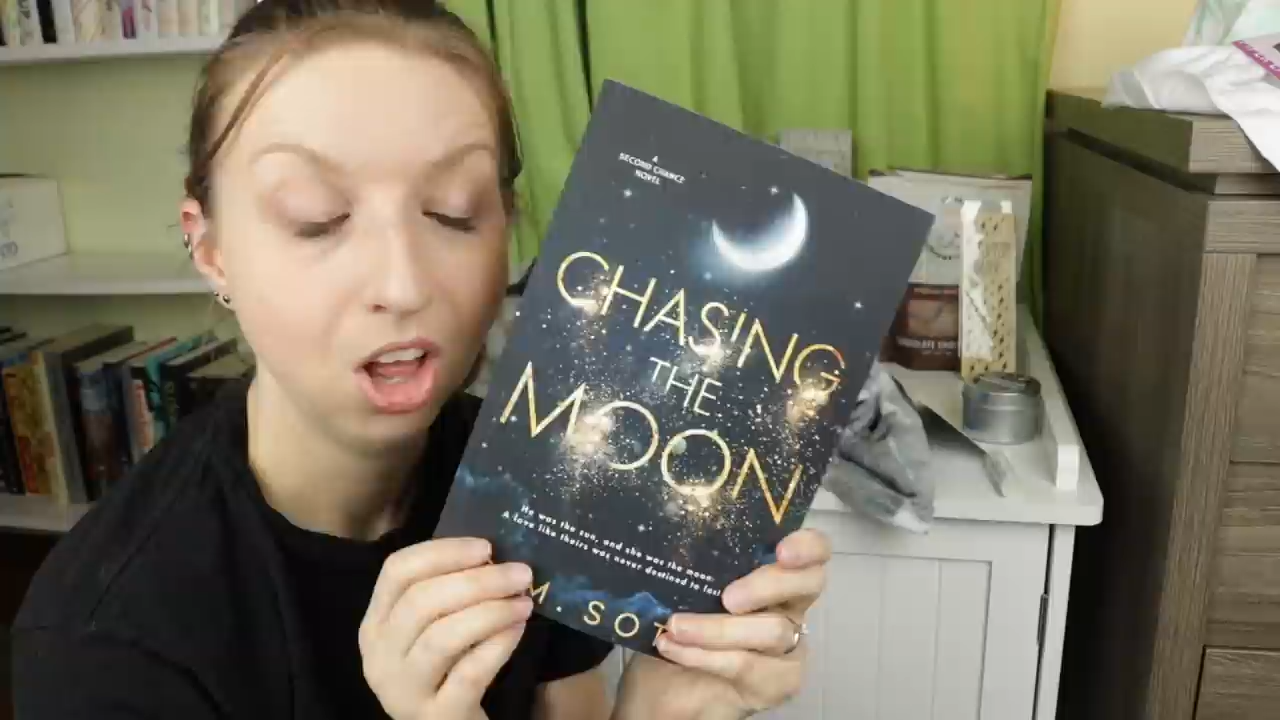 A
SECOND CHANCE
NOVEL
CHASING
THE
MOON
He was the sun, and she was the moon.
A love like theirs was never destined to last
M. SOT